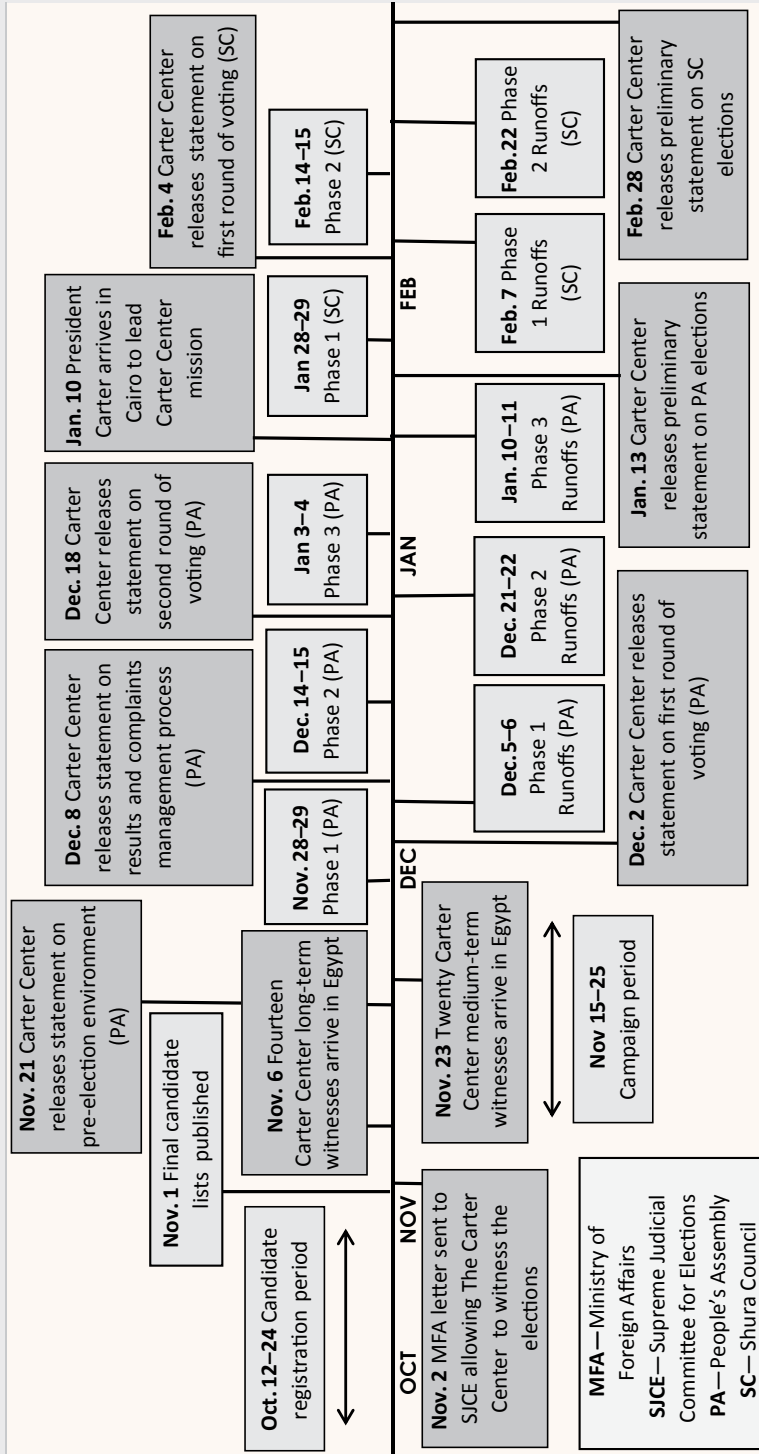 Oct. 12–24 Candidate
registration period
Nov. 1 Final candidate
lists published
Nov. 21 Carter Center
releases statement on
pre-election environment
(PA)
Nov. 6 Fourteen
Carter Center long-term
witnesses arrive in Egypt
Nov. 28–29
Phase 1 (PA)
Dec. 8 Carter Center
releases statement on
results and complaints
management process
(PA)
Dec. 14–15
Phase 2 (PA)
Dec. 18 Carter
Center releases
statement on
second round of
voting (PA)
Jan 3–4
Phase 3 (PA)
Jan. 10 President
Carter arrives in
Cairo to lead
Carter Center
mission
Jan 28–29
Phase 1 (SC)
Feb. 4 Carter Center
releases statement on
first round of voting (SC)
Feb. 14–15
Phase 2 (SC)
OCT
NOV
DEC
JAN
FEB
Nov. 2 MFA letter sent to
SJCE allowing The Carter
Center to witness the
elections
Nov. 23 Twenty Carter
Center medium-term
witnesses arrive in Egypt
Nov 15–25
Campaign period
Dec. 2 Carter Center releases
statement on first round of
voting (PA)
Dec. 5–6
Phase 1
Runoffs (PA)
Dec. 21–22
Phase 2
Runoffs (PA)
Jan. 10–11
Phase 3
Runoffs (PA)
Jan. 13 Carter Center
releases preliminary
statement on PA elections
Feb. 7 Phase
1 Runoffs
(SC)
Feb. 22 Phase
2 Runoffs
(SC)
Feb. 28 Carter Center
releases preliminary
statement on SC
elections
MFA—Ministry of
Foreign Affairs
SJCE—Supreme Judicial
Committee for Elections
PA—People's Assembly
SC—Shura Council